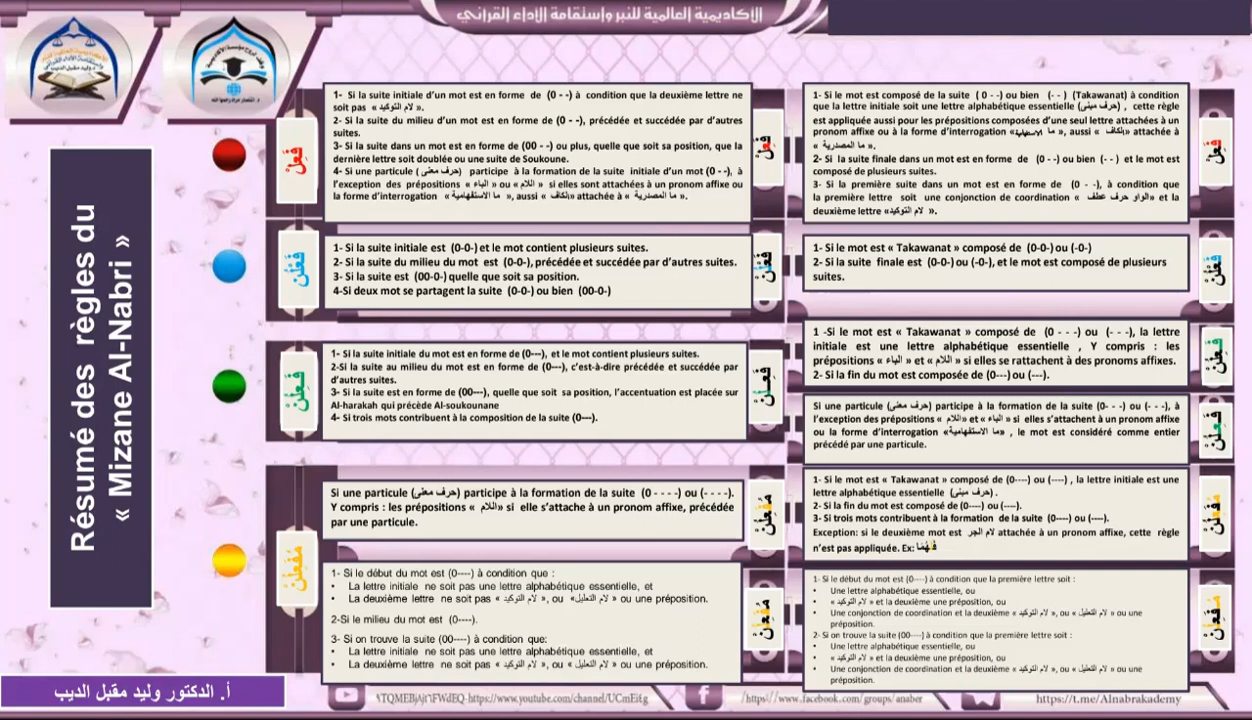 الاكاديمية العالمية للنبر وإستقامة الاداء القرآني
Résumé des règles du
« Mizane Al-Nabri »
فَعِلُ
1- Si la suite initiale d'un mot est en forme de (0 - -) à condition que la deuxième lettre ne
soit pas « لام التوكيد ».
2- Si la suite du milieu d'un mot est en forme de (0 - -), précédée et succédée par d'autres
suites.
3- Si la suite dans un mot est en forme de (00 - -) ou plus, quelle que soit sa position, que la
dernière lettre soit doublée ou une suite de Soukoune.
4- Si une particule ( حرف معنى) participe à la formation de la suite initiale d'un mot (0 - -), à
l'exception des prépositions « الباء » ou « اللام » si elles sont attachées à un pronom affixe ou
la forme d'interrogation « ما الاستفهامية », aussi « الكاف» attachée à « ما المصدرية ».
1- Si le mot est composé de la suite ( 0 - -) ou bien (- - ) (Takawanat) à condition
que la lettre initiale soit une lettre alphabétique essentielle (حرف مبنى) , cette règle
est appliquée aussi pour les prépositions composées d'une seul lettre attachées à un
pronom affixe ou à la forme d'interrogation «ما الاستفهامية», aussi « الكاف» attachée à
« ما المصدرية ».
2- Si la suite finale dans un mot est en forme de (0 - -) ou bien (- - ) et le mot est
composé de plusieurs suites.
3- Si la première suite dans un mot est en forme de (0 - -), à condition que
la première lettre soit une conjonction de coordination « الواو حرف عطف» et la
deuxième lettre «لام التوكيد ».
1- Si la suite initiale est (0-0-) et le mot contient plusieurs suites.
2- Si la suite du milieu du mot est (0-0-), précédée et succédée par d'autres suites.
3- Si la suite est (00-0-) quelle que soit sa position.
4-Si deux mot se partagent la suite (0-0-) ou bien (00-0-)
1- Si le mot est « Takawanat » composé de (0-0-) ou (-0-)
2- Si la suite finale est (0-0-) ou (-0-), et le mot est composé de plusieurs
suites.
1- Si la suite initiale du mot est en forme de (0---), et le mot contient plusieurs suites.
2-Si la suite au milieu du mot est en forme de (0---), c'est-à-dire précédée et succédée par
d'autres suites.
3- Si la suite est en forme de (00---), quelque que soit sa position, l'accentuation est placée sur
Al-harakah qui précède Al-soukounane
4- Si trois mots contribuent à la composition de la suite (0---).
1 -Si le mot est « Takawanat » composé de (0 - - -) ou (- - -), la lettre
initiale est une lettre alphabétique essentielle , Y compris : les
prépositions « الباء » et « اللام » si elles se rattachent à des pronoms affixes.
2- Si la fin du mot est composée de (0---) ou (---).
Si une particule (حرف معنى) participe à la formation de la suite (0- - -) ou (- - -), à
l'exception des prépositions « اللام» et « الباء » si elles s'attachent à un pronom affixe
ou la forme d'interrogation «ما الاستفهامية» , le mot est considéré comme entier
précédé par une particule.
Si une particule (حرف معنى) participe à la formation de la suite (0 - - - -) ou (- - - -).
Y compris : les prépositions « اللام» si elle s'attache à un pronom affixe, précédée
par une particule.
1- Si le mot est « Takawanat » composé de (0----) ou (----) , la lettre initiale est une
lettre alphabétique essentielle (حرف مبنى) .
2- Si la fin du mot est composé de (0----) ou (----).
3- Si trois mots contribuent à la formation de la suite (0----) ou (----).
Exception: si le deuxième mot est لام الجر attachée à un pronom affixe, cette règle
n'est pas appliquée. Ex:
1- Si le début du mot est (0----) à condition que :
• La lettre initiale ne soit pas une lettre alphabétique essentielle, et
• La deuxième lettre ne soit pas « لام التوكيد », ou «لام التعليل » ou une préposition.
2-Si le milieu du mot est (0----).
3- Si on trouve la suite (00----) à condition que:
• La lettre initiale ne soit pas une lettre alphabétique essentielle, et
• La deuxième lettre ne soit pas « لام التوكيد », ou « لام التعليل » ou une préposition.
1- Si le début du mot est (0----) à condition que la première lettre soit :
• Une lettre alphabétique essentielle, ou
• « لام التوكيد » et la deuxième une préposition, ou
• Une conjonction de coordination et la deuxième « لام التوكيد », ou « لام التعليل » ou une
préposition.
2- Si on trouve la suite (00----) à condition que la première lettre soit :
• Une lettre alphabétique essentielle, ou
• « لام التوكيد » et la deuxième une préposition, ou
• Une conjonction de coordination et la deuxième « لام التوكيد », ou « لام التعليل » ou une
préposition.
أ. الدكتور وليد مقبل الديب
https://www.facebook.com/groups/anaber
https://t.me/Alnabrakademy